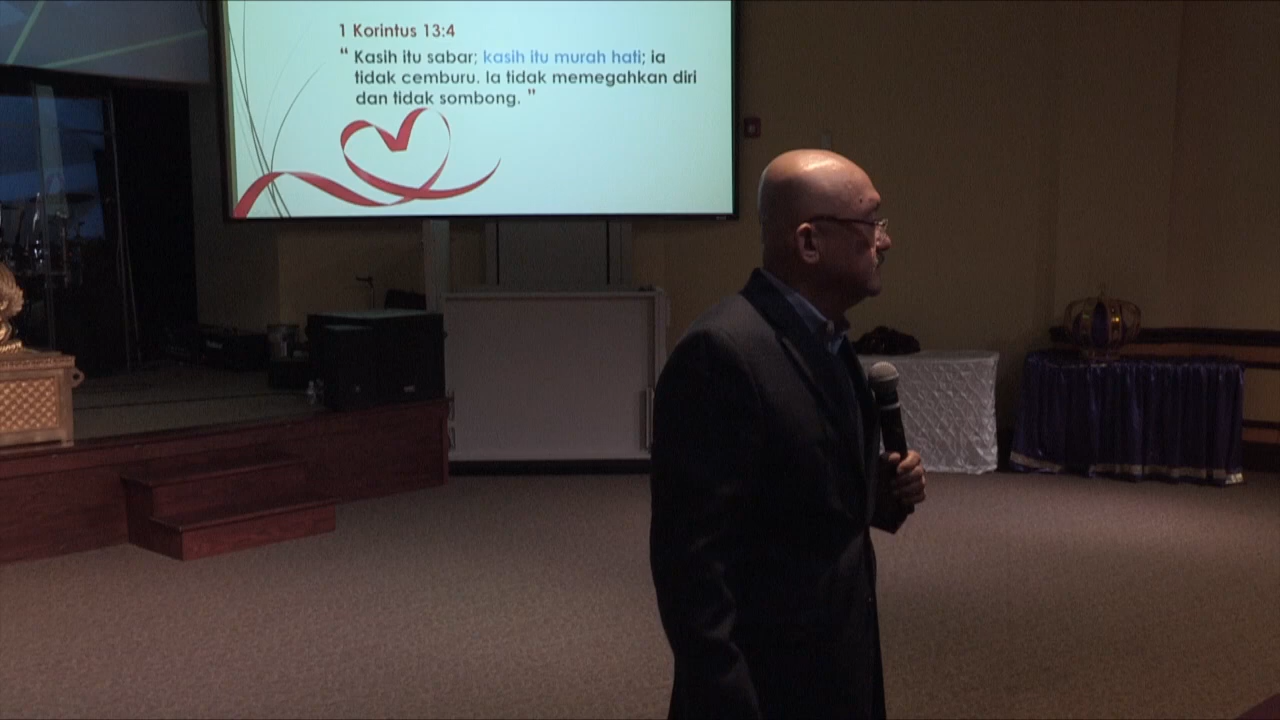 1 Korintus 13:4
“ Kasih itu sabar; kasih itu murah hati; ia
tidak cemburu. Ia tidak memegahkan diri
dan tidak sombong. ”